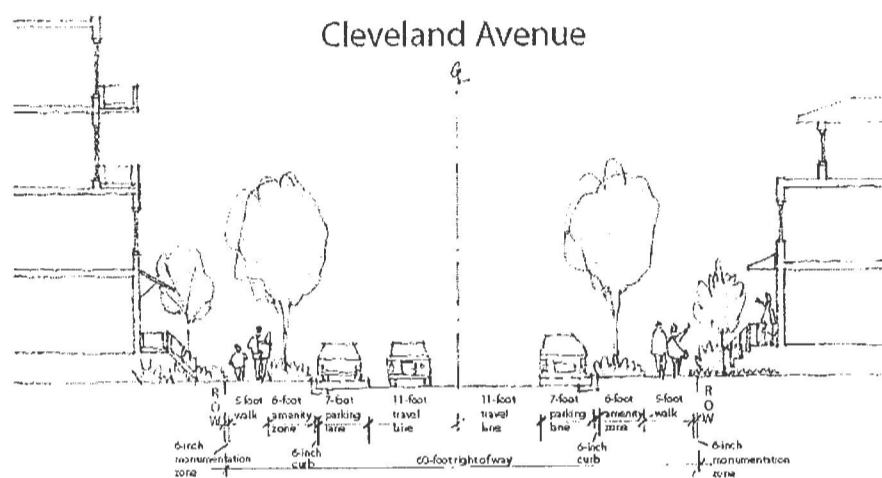 Cleveland Avenue
CL
R
O
W
5-foot
walk
6-foot
amenity
zone
7-foot
parking
lane
11-foot
travel
lane
11-foot
travel
lane
7-foot
parking
lane
6-foot
amenity
zone
5-foot
walk
R
O
W
6-inch
monumentation
zone
6-inch
curb
60-foot right of way
6-inch
curb
6-inch
monumentation
zone